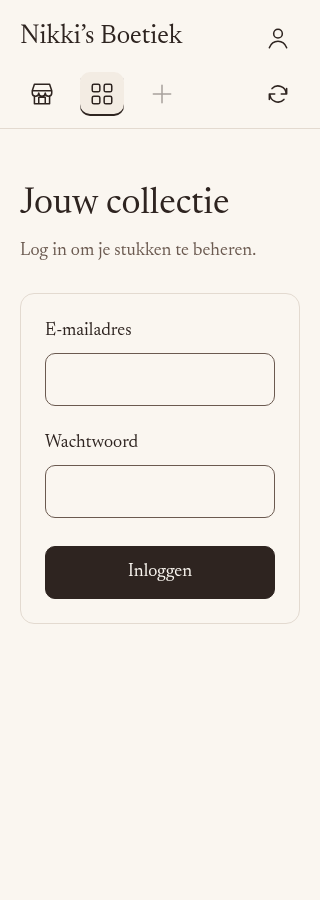 Nikki’s Boetiek
Jouw collectie
Log in om je stukken te beheren.
E-mailadres
Wachtwoord
Inloggen